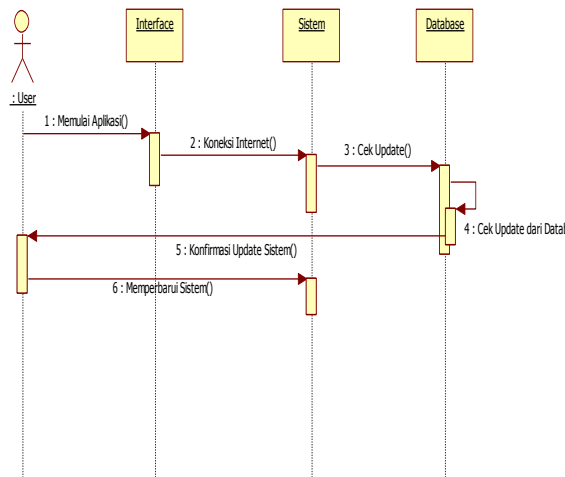 Interface
Sistem
Database
: User
1 : Memulai Aplikasi()
2 : Koneksi Internet()
3 : Cek Update()
4 : Cek Update dari Datal
5 : Konfirmasi Update Sistem()
6 : Memperbarui Sistem()